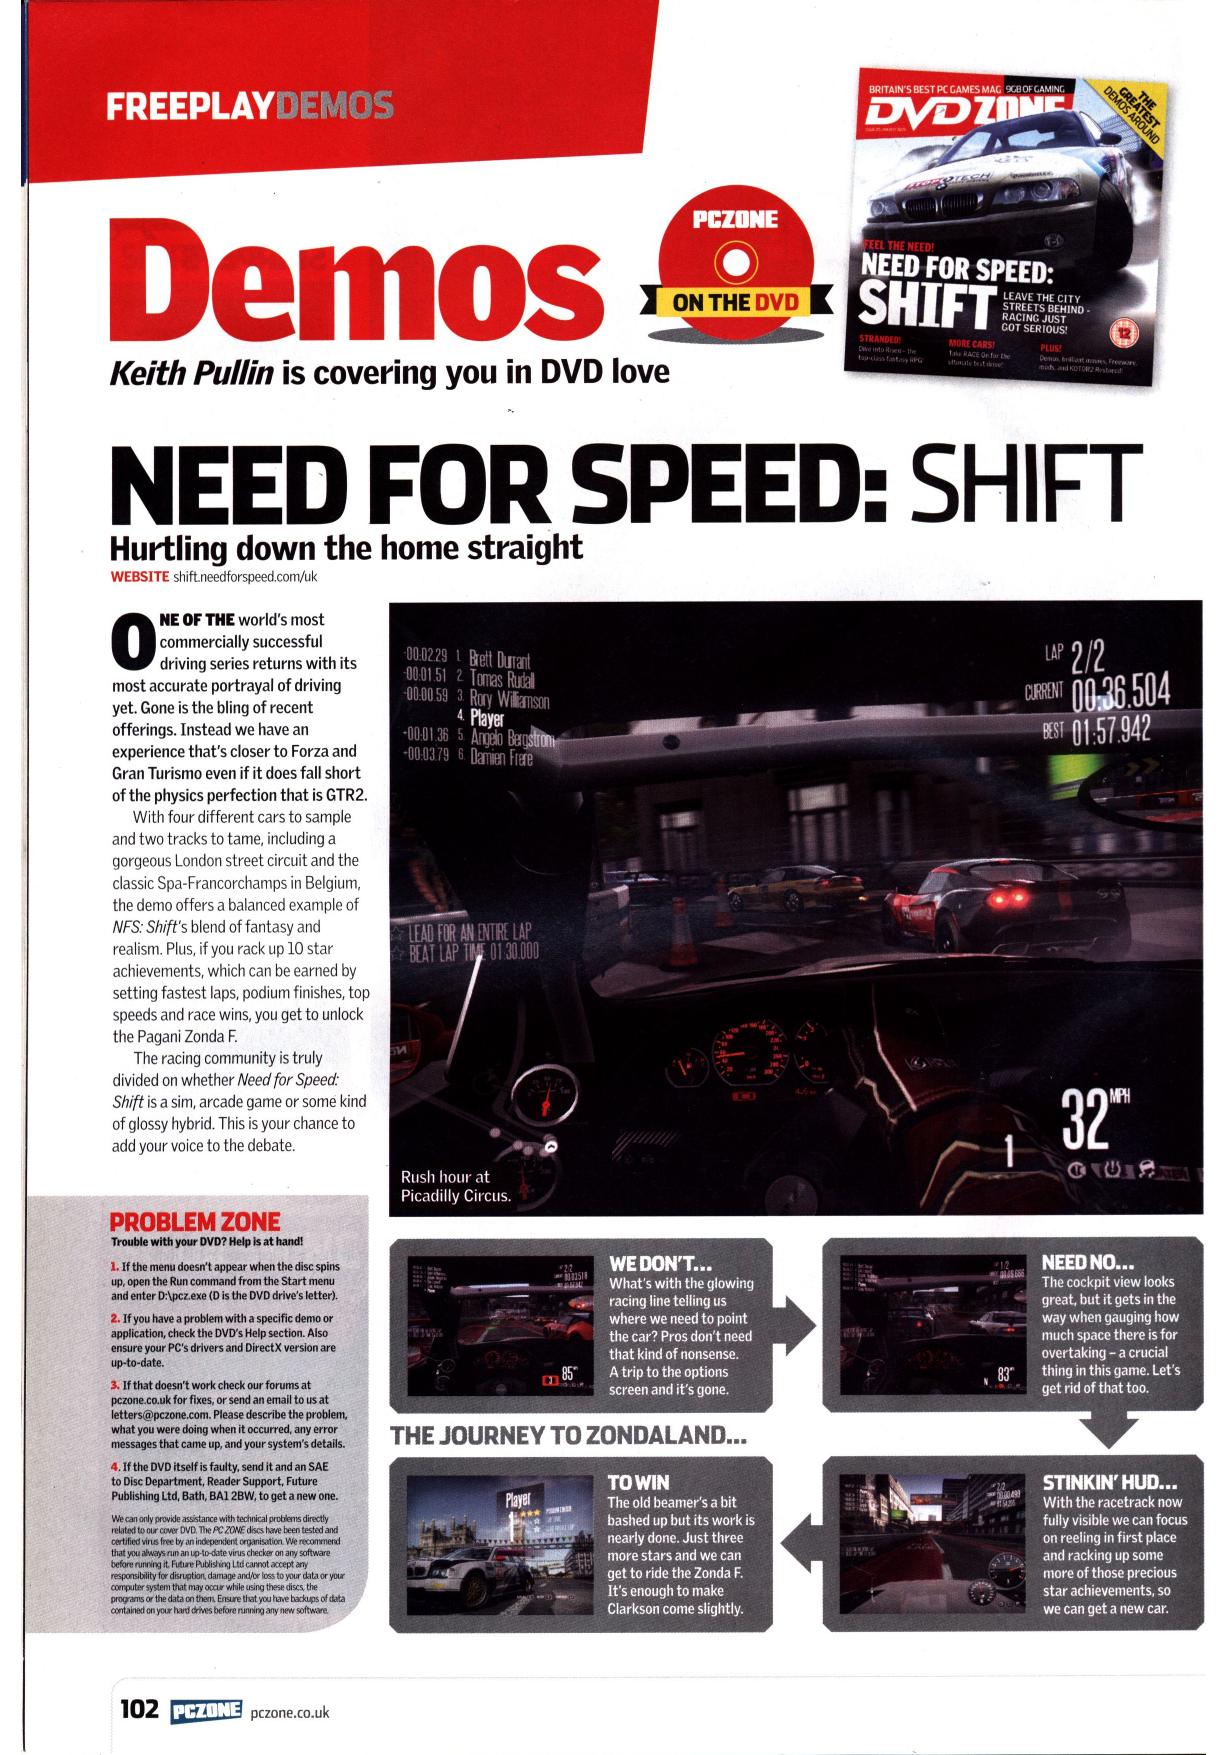 FREEPLAYDEMOS
BRITAIN'S BEST PC GAMES MAG 9GB OF GAMING
THE GREATEST DEMOS AROUND
DVD ZONE
FEEL THE NEED!
NEED FOR SPEED:
SHIFT
LEAVE THE CITY
STREETS BEHIND -
RACING JUST
GOT SERIOUS!
STRANDED!
Dive into Risen – the
top-class fantasy RPG
MORE CARS!
Take RACE On for the
ultimate test drive!
PLUS!
Demos, brilliant movies, Freeware,
mods, and KOTOR2 Restored!
12
PCZONE
ON THE DVD
Demos
Keith Pullin is covering you in DVD love
NEED FOR SPEED: SHIFT
Hurtling down the home straight
WEBSITE shift.needforspeed.com/uk
ONE OF THE world's most
commercially successful
driving series returns with its
most accurate portrayal of driving
yet. Gone is the bling of recent
offerings. Instead we have an
experience that's closer to Forza and
Gran Turismo even if it does fall short
of the physics perfection that is GTR2.
With four different cars to sample
and two tracks to tame, including a
gorgeous London street circuit and the
classic Spa-Francorchamps in Belgium,
the demo offers a balanced example of
NFS: Shift's blend of fantasy and
realism. Plus, if you rack up 10 star
achievements, which can be earned by
setting fastest laps, podium finishes, top
speeds and race wins, you get to unlock
the Pagani Zonda F.
The racing community is truly
divided on whether Need for Speed:
Shift is a sim, arcade game or some kind
of glossy hybrid. This is your chance to
add your voice to the debate.
-00:02.29 1. Brett Durrant
-00:01.51 2. Tomas Rudall
-00:00.59 3. Rory Williamson
4. Player
+00:01.36 5. Angelo Bergstrom
+00:03.79 6. Damien Frere
LAP 2/2
CURRENT 00:36.504
BEST 01:57.942
LEAD FOR AN ENTIRE LAP
BEAT LAP TIME 01:30.000
32 MPH
1
Rush hour at
Picadilly Circus.
PROBLEM ZONE
Trouble with your DVD? Help is at hand!
1. If the menu doesn't appear when the disc spins
up, open the Run command from the Start menu
and enter D:\pcz.exe (D is the DVD drive's letter).
2. If you have a problem with a specific demo or
application, check the DVD's Help section. Also
ensure your PC's drivers and DirectX version are
up-to-date.
3. If that doesn't work check our forums at
pczone.co.uk for fixes, or send an email to us at
letters@pczone.com. Please describe the problem,
what you were doing when it occurred, any error
messages that came up, and your system's details.
4. If the DVD itself is faulty, send it and an SAE
to Disc Department, Reader Support, Future
Publishing Ltd, Bath, BA1 2BW, to get a new one.
We can only provide assistance with technical problems directly
related to our cover DVD. The PC ZONE discs have been tested and
certified virus free by an independent organisation. We recommend
that you always run an up-to-date virus checker on any software
before running it. Future Publishing Ltd cannot accept any
responsibility for disruption, damage and/or loss to your data or your
computer system that may occur while using these discs, the
programs or the data on them. Ensure that you have backups of data
contained on your hard drives before running any new software.
WE DON'T...
What's with the glowing
racing line telling us
where we need to point
the car? Pros don't need
that kind of nonsense.
A trip to the options
screen and it's gone.
85
NEED NO...
The cockpit view looks
great, but it gets in the
way when gauging how
much space there is for
overtaking – a crucial
thing in this game. Let's
get rid of that too.
N 83
THE JOURNEY TO ZONDALAND...
TO WIN
The old beamer's a bit
bashed up but its work is
nearly done. Just three
more stars and we can
get to ride the Zonda F.
It's enough to make
Clarkson come slightly.
Player
STINKIN' HUD...
With the racetrack now
fully visible we can focus
on reeling in first place
and racking up some
more of those precious
star achievements, so
we can get a new car.
102 PCZONE pczone.co.uk